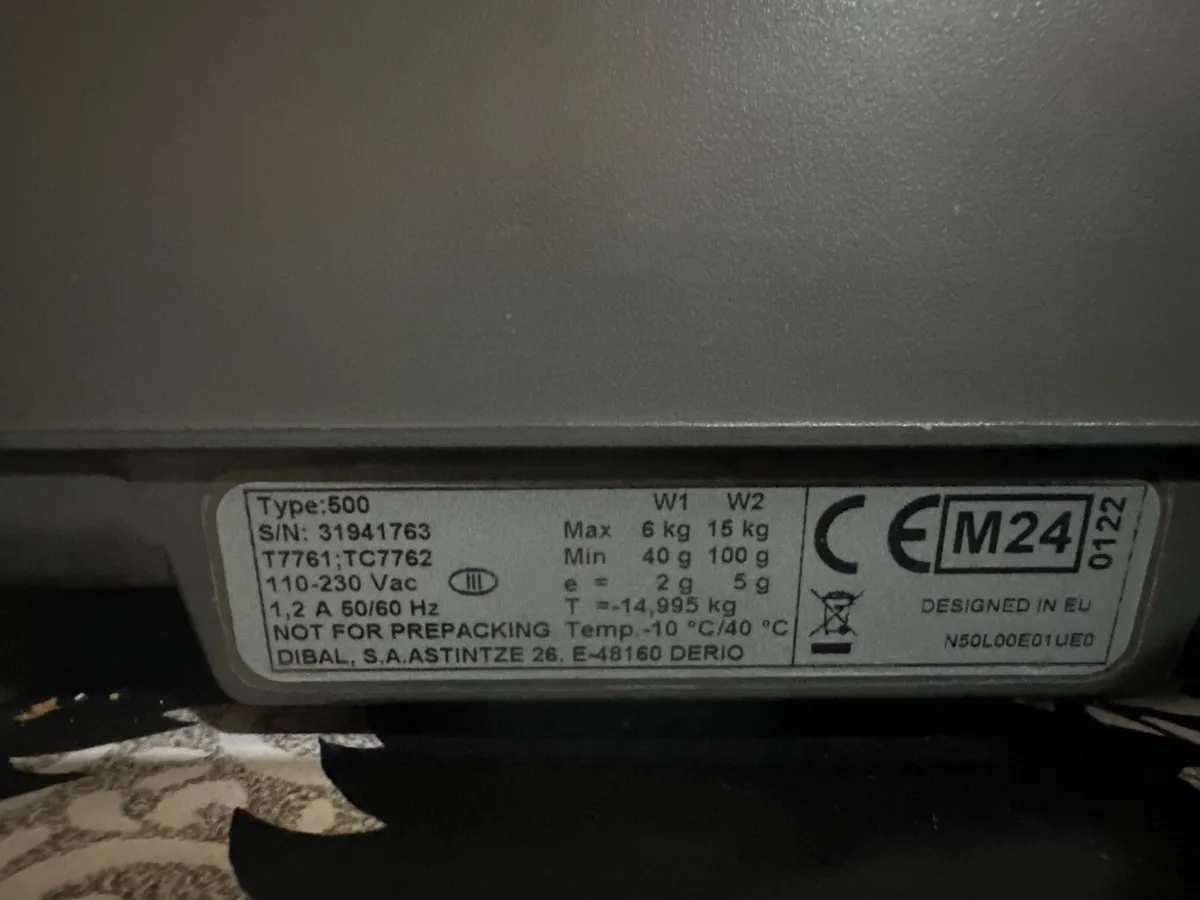 Type:500
S/N: 31941763
T7761;TC7762
110-230 Vac III
1,2 A 50/60 Hz
NOT FOR PREPACKING
W1 W2
Max 6 kg 15 kg
Min 40 g 100 g
e = 2 g 5 g
T =-14,995 kg
Temp.-10 °C/40 °C
DIBAL, S.A.ASTINTZE 26, E-48160 DERIO
CE M24 0122
DESIGNED IN EU
N50L00E01UE0